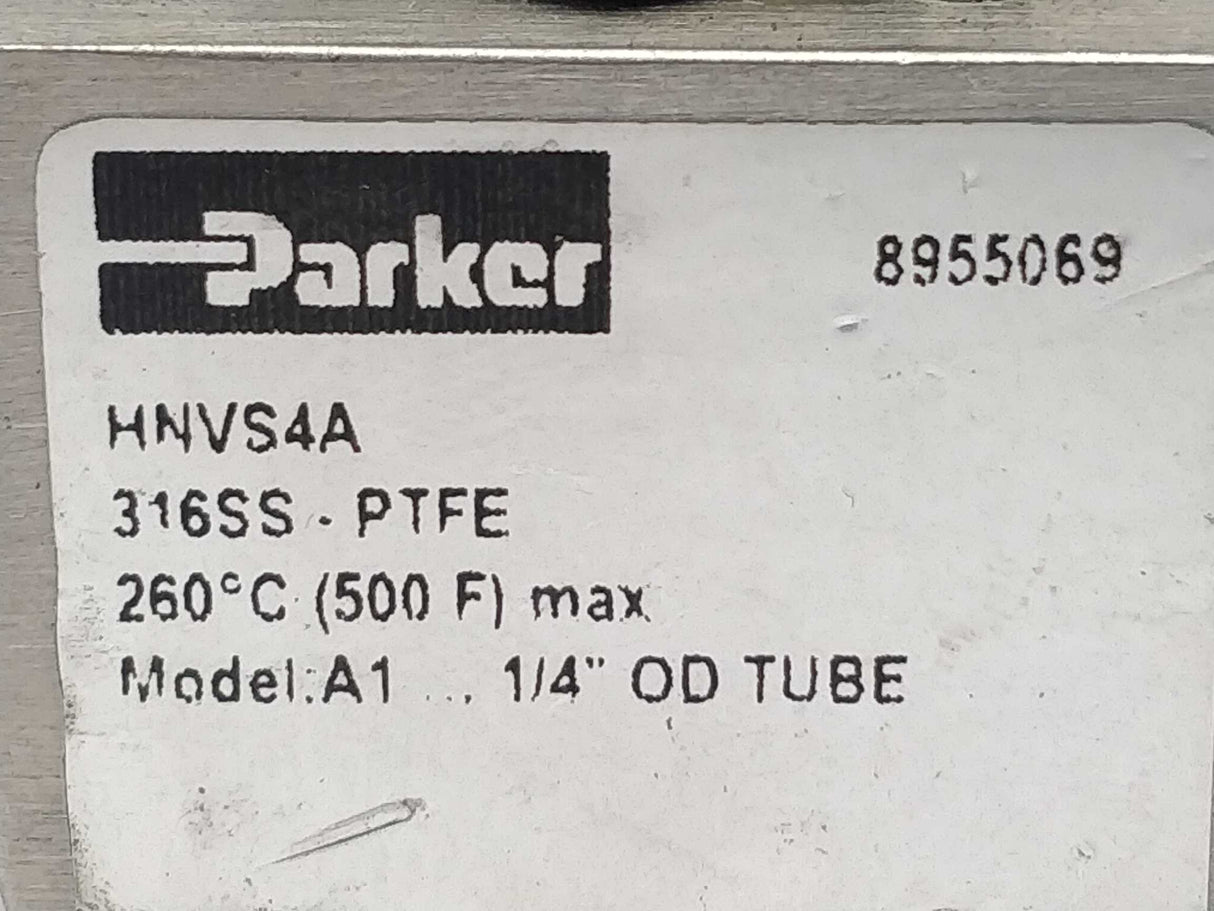 Parker
8955069
HNVS4A
316SS - PTFE
260°C (500 F) max
Model:A1 ... 1/4" OD TUBE